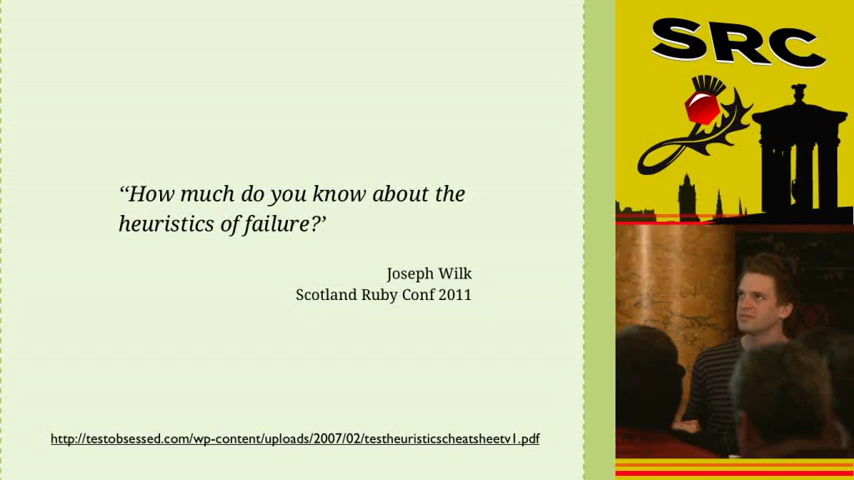 “How much do you know about the
heuristics of failure?’
Joseph Wilk
Scotland Ruby Conf 2011
http://testobsessed.com/wp-content/uploads/2007/02/testheuristicscheatsheetv1.pdf
SRC